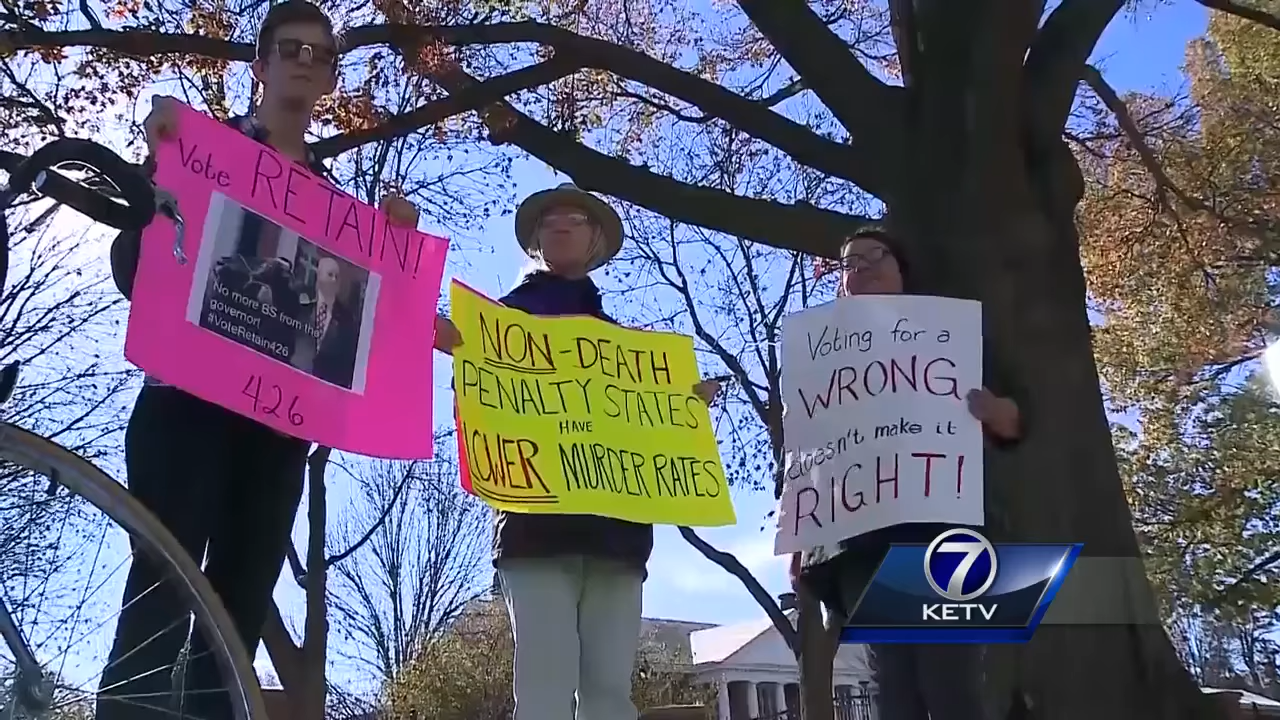 Vote RETAIN!
No more BS from the
governor!
#VoteRetain426
426
NON-DEATH
PENALTY STATES
HAVE
LOWER MURDER RATES
Voting for a
WRONG
doesn't make it
RIGHT!
7
KETV